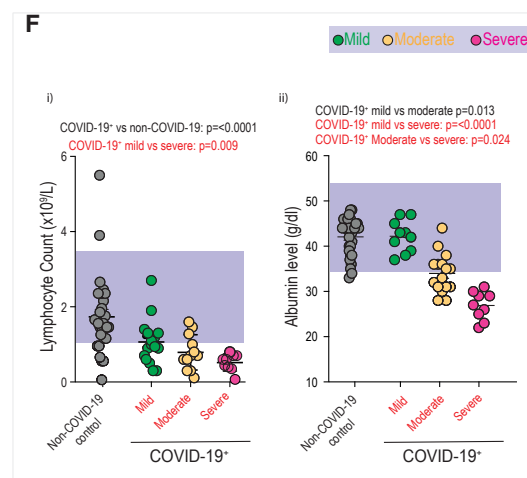 F
Mild Moderate Severe
i)
COVID-19⁺ vs non-COVID-19: p=<0.0001
COVID-19⁺ mild vs severe: p=0.009
Lymphocyte Count (x10⁹/L)
6
4
2
0
Non-COVID-19 control
Mild
Moderate
Severe
COVID-19⁺
ii)
COVID-19⁺ mild vs moderate p=0.013
COVID-19⁺ mild vs severe: p=<0.0001
COVID-19⁺ Moderate vs severe: p=0.024
Albumin level (g/dl)
60
50
40
30
20
10
Non-COVID-19
control
Mild
Moderate
Severe
COVID-19⁺